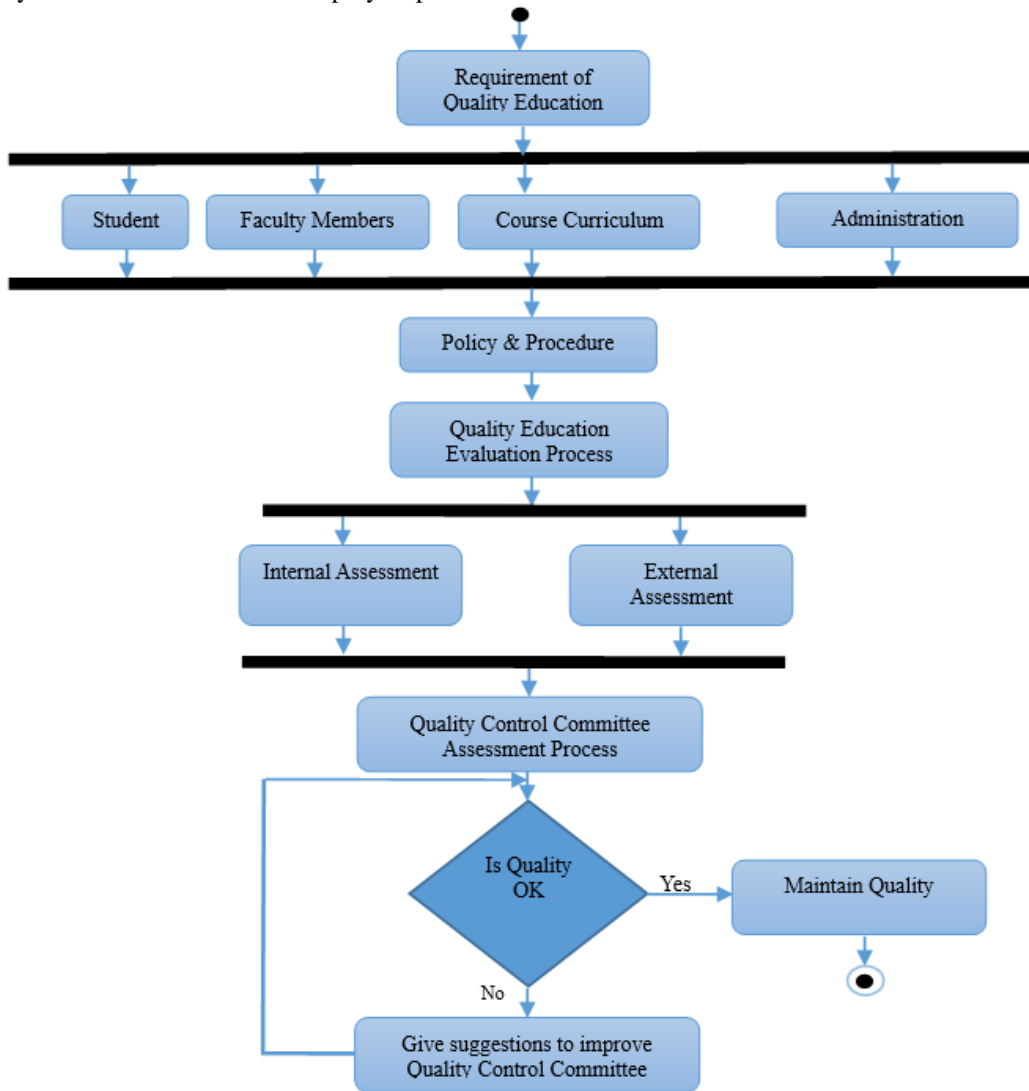 Requirement of
Quality Education
Student
Faculty Members
Course Curriculum
Administration
Policy & Procedure
Quality Education
Evaluation Process
Internal Assessment
External
Assessment
Quality Control Committee
Assessment Process
Is Quality
OK
Yes
Maintain Quality
No
Give suggestions to improve
Quality Control Committee